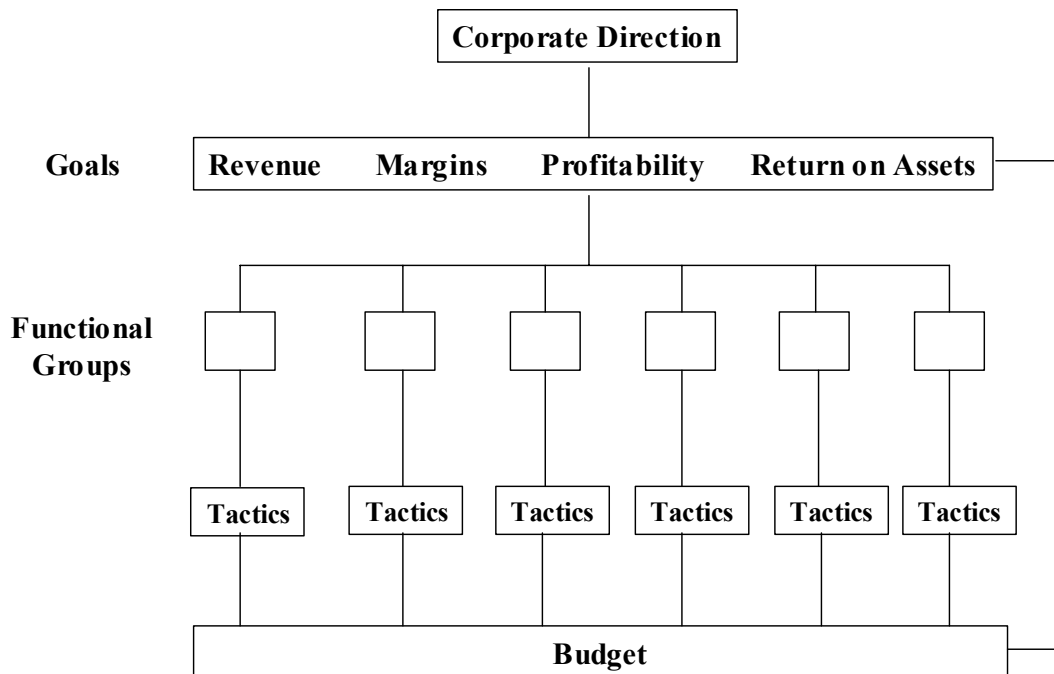 Corporate Direction
Goals
Revenue Margins Profitability Return on Assets
Functional
Groups
Tactics Tactics Tactics Tactics Tactics Tactics
Budget